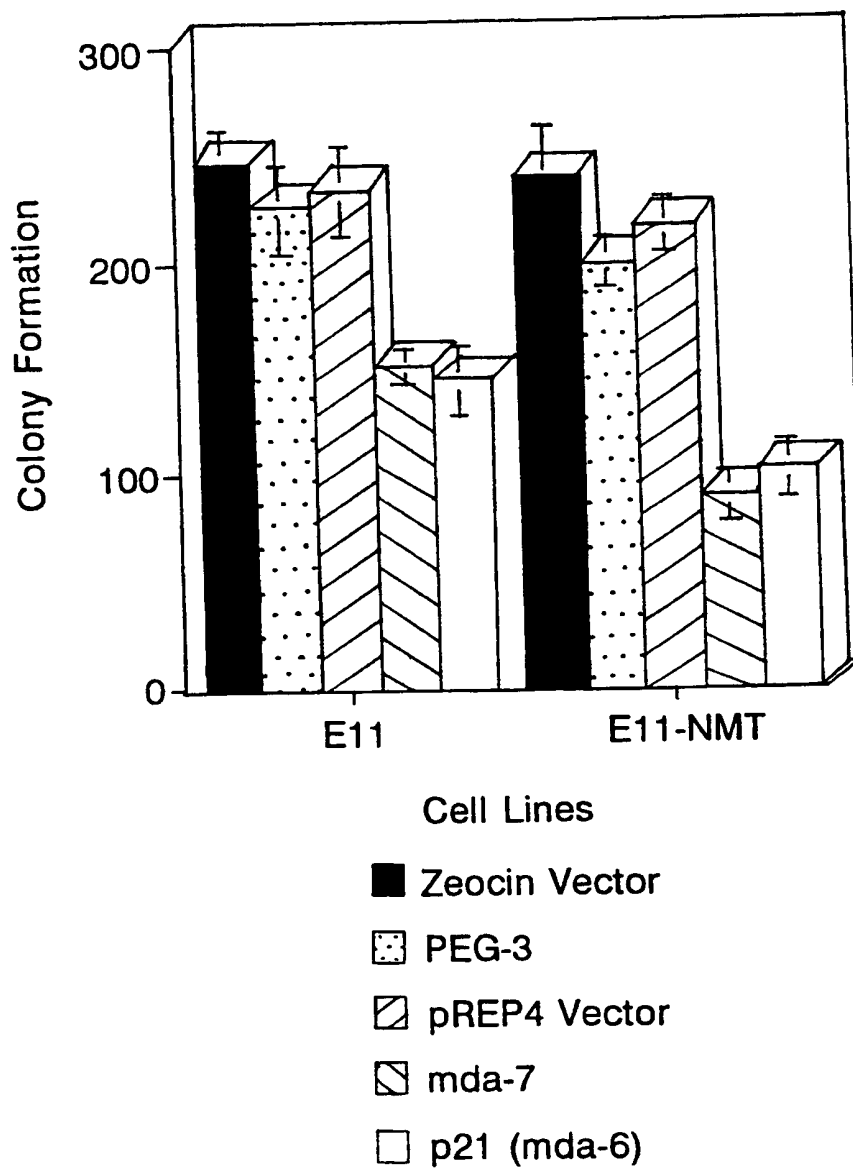 300
200
100
0
Colony Formation
E11
E11-NMT
Cell Lines
Zeocin Vector
PEG-3
pREP4 Vector
mda-7
p21 (mda-6)